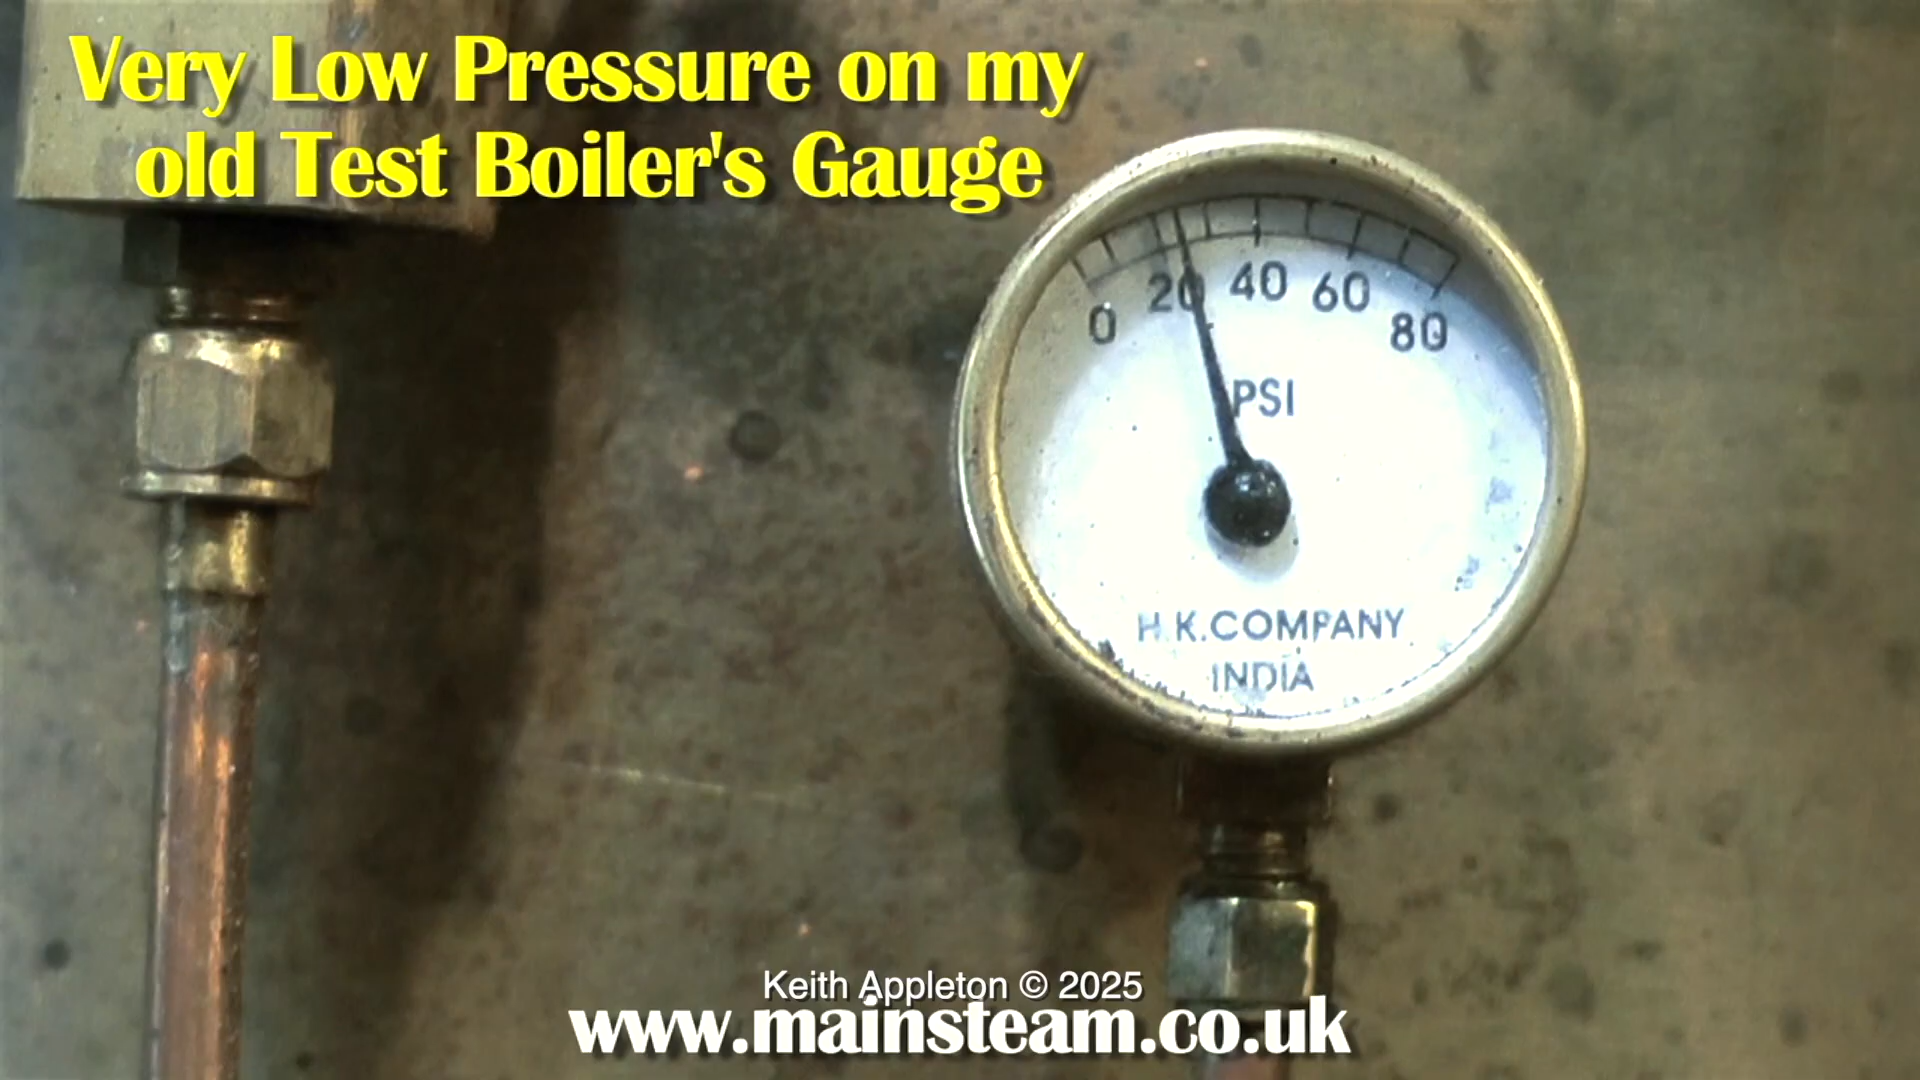 Very Low Pressure on my
old Test Boiler's Gauge
0 20 40 60 80
PSI
H.K.COMPANY
INDIA
Keith Appleton © 2025
www.mainsteam.co.uk